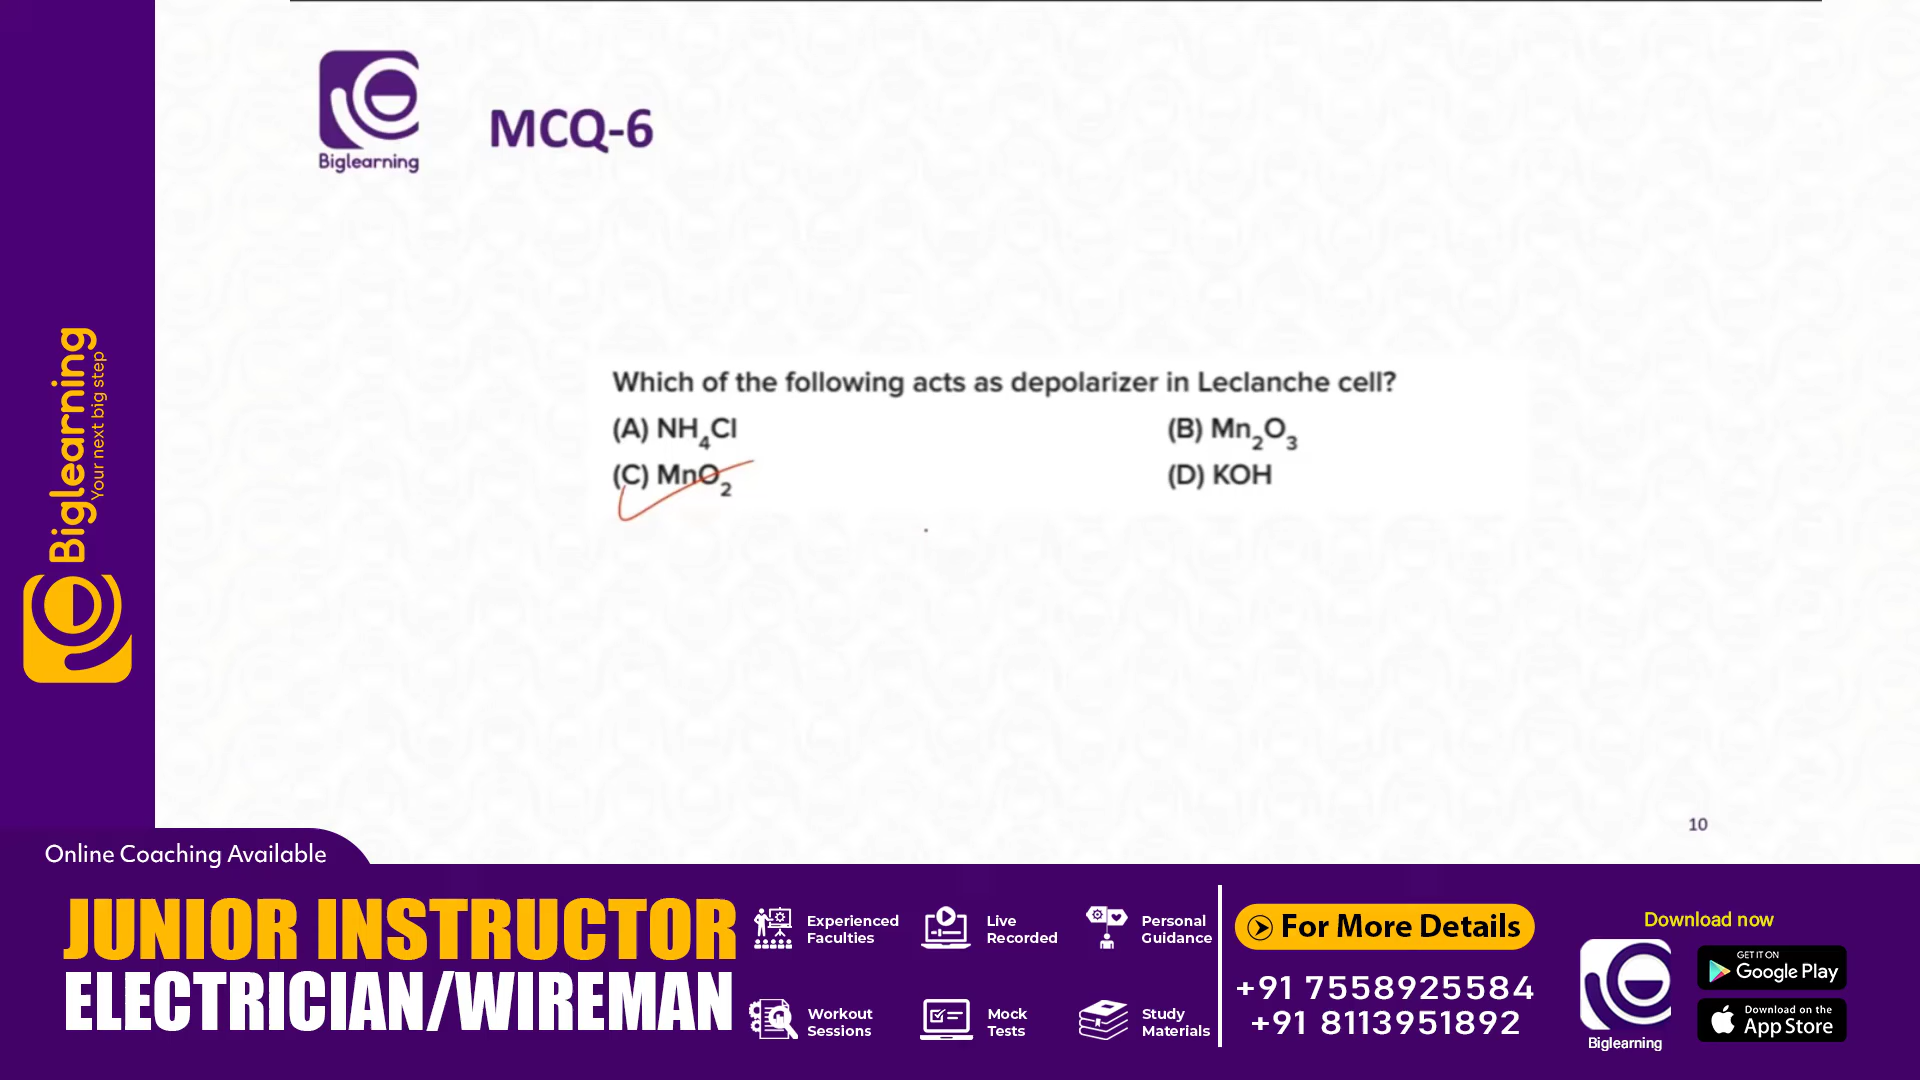 Biglearning
MCQ-6
Which of the following acts as depolarizer in Leclanche cell?
(A) NH₄Cl
(B) Mn₂O₃
(C) MnO₂
(D) KOH
10
Biglearning
Your next big step
Online Coaching Available
JUNIOR INSTRUCTOR
ELECTRICIAN/WIREMAN
Experienced
Faculties
Live
Recorded
Personal
Guidance
Workout
Sessions
Mock
Tests
Study
Materials
For More Details
+91 7558925584
+91 8113951892
Download now
Biglearning
GET IT ON
Google Play
Download on the
App Store